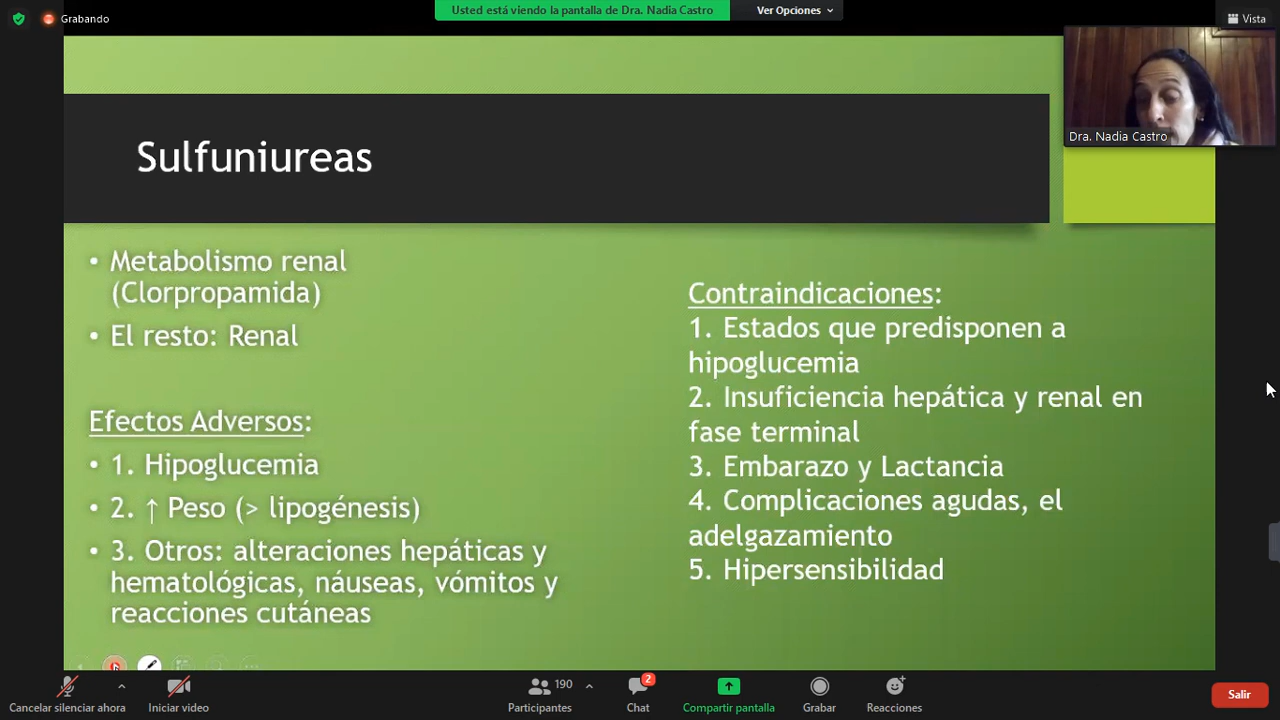 Grabando
Usted está viendo la pantalla de Dra. Nadia Castro
Ver Opciones
Vista
Dra. Nadia Castro
Sulfuniureas
• Metabolismo renal
(Clorpropamida)
• El resto: Renal
Efectos Adversos:
• 1. Hipoglucemia
• 2. ↑ Peso (> lipogénesis)
• 3. Otros: alteraciones hepáticas y
hematológicas, náuseas, vómitos y
reacciones cutáneas
Contraindicaciones:
1. Estados que predisponen a
hipoglucemia
2. Insuficiencia hepática y renal en
fase terminal
3. Embarazo y Lactancia
4. Complicaciones agudas, el
adelgazamiento
5. Hipersensibilidad
Cancelar silenciar ahora
Iniciar video
190
Participantes
2
Chat
Compartir pantalla
Grabar
Reacciones
Salir